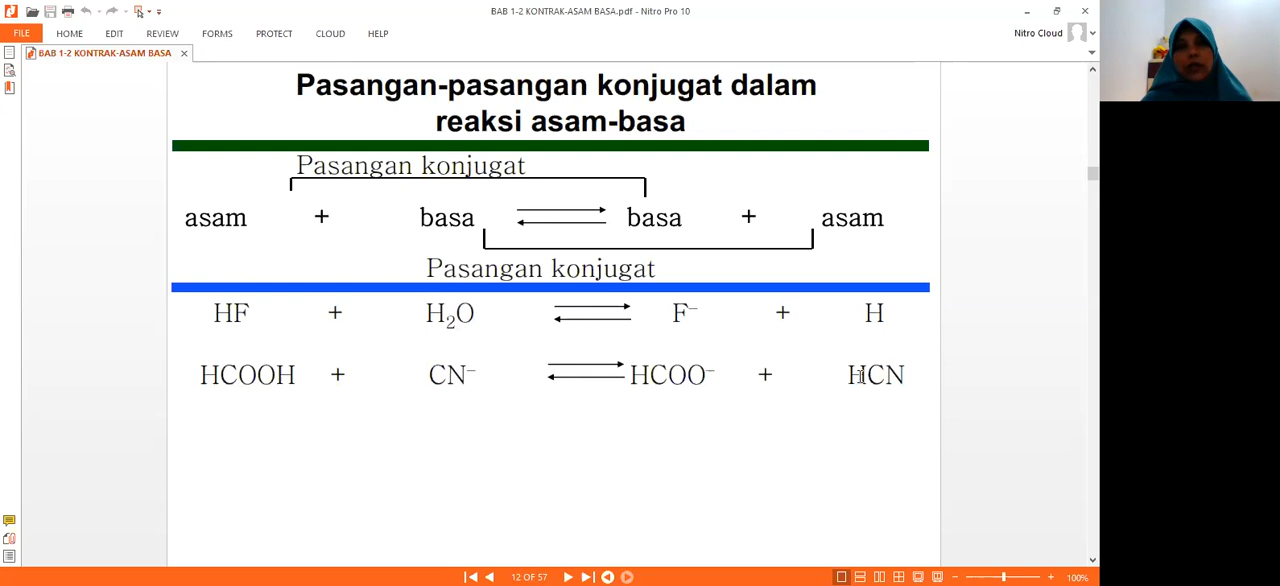 BAB 1-2 KONTRAK-ASAM BASA.pdf - Nitro Pro 10
FILE HOME EDIT REVIEW FORMS PROTECT CLOUD HELP
Nitro Cloud
BAB 1-2 KONTRAK-ASAM BASA
Pasangan-pasangan konjugat dalam
reaksi asam-basa
Pasangan konjugat
asam + basa ⇌ basa + asam
Pasangan konjugat
HF + H₂O ⇌ F⁻ + H
HCOOH + CN⁻ ⇌ HCOO⁻ + HCN
12 OF 57
100%